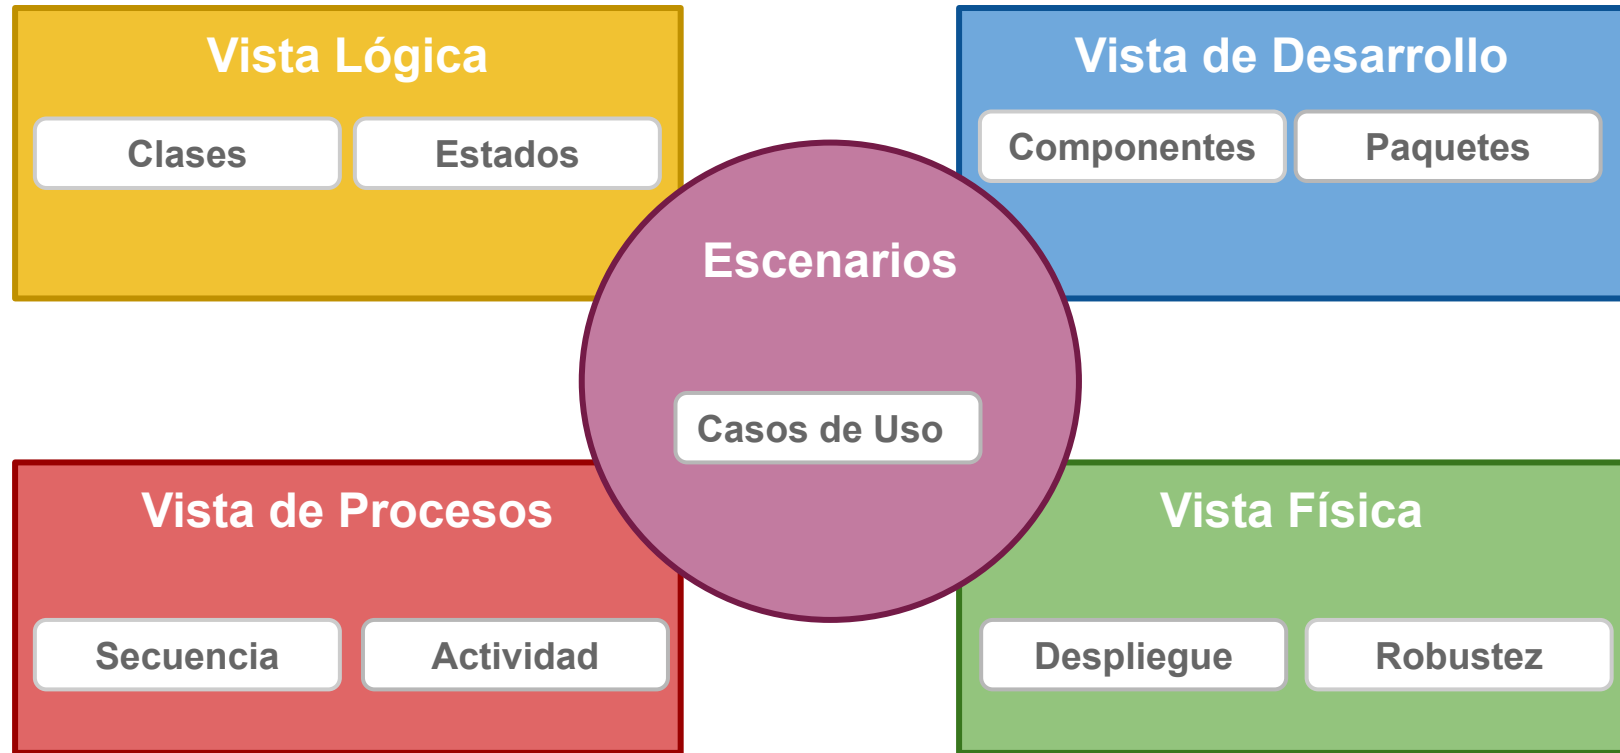 Vista Lógica
Clases
Estados
Vista de Desarrollo
Componentes
Paquetes
Escenarios
Casos de Uso
Vista de Procesos
Secuencia
Actividad
Vista Física
Despliegue
Robustez